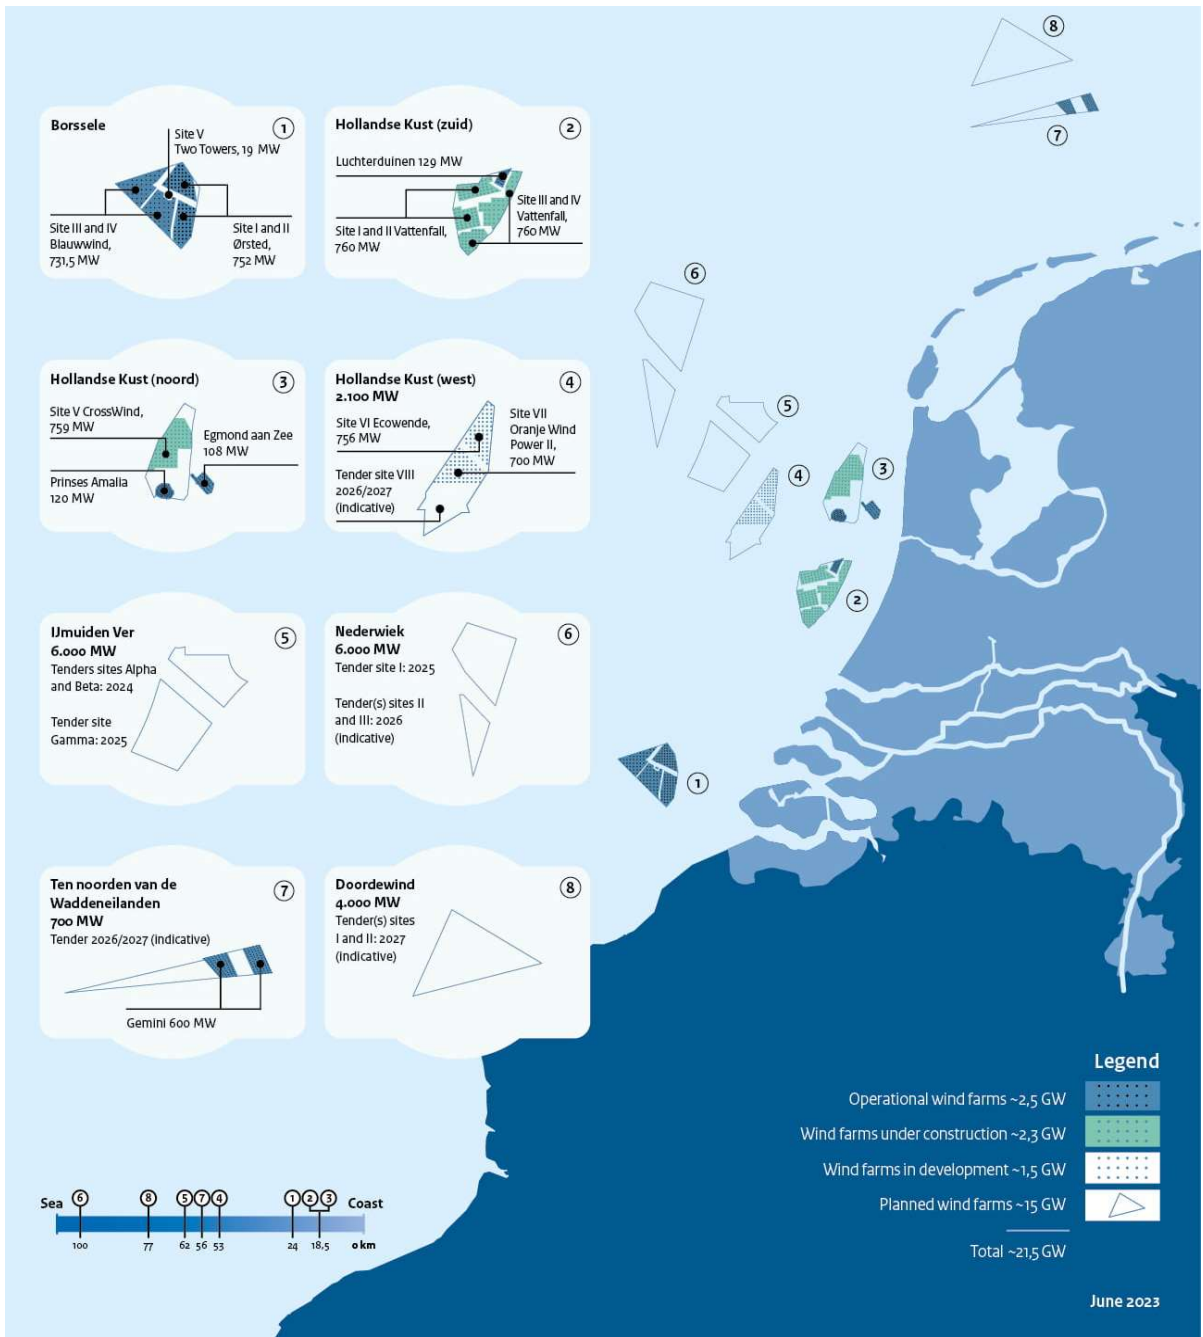 Borssele
1
Site V
Two Towers, 19 MW
Site III and IV
Blauwwind,
731,5 MW
Site I and II
Ørsted,
752 MW
Hollandse Kust (zuid)
2
Luchterduinen 129 MW
Site I and II Vattenfall,
760 MW
Site III and IV
Vattenfall,
760 MW
Hollandse Kust (noord)
3
Site V CrossWind,
759 MW
Egmond aan Zee
108 MW
Prinses Amalia
120 MW
Hollandse Kust (west)
2.100 MW
4
Site VI Ecowende,
756 MW
Site VII
Oranje Wind
Power II,
700 MW
Tender site VIII
2026/2027
(indicative)
IJmuiden Ver
6.000 MW
5
Tenders sites Alpha
and Beta: 2024
Tender site
Gamma: 2025
Nederwiek
6.000 MW
6
Tender site I: 2025
Tender(s) sites II
and III: 2026
(indicative)
Ten noorden van de
Waddeneilanden
700 MW
7
Tender 2026/2027 (indicative)
Gemini 600 MW
Doordewind
4.000 MW
8
Tender(s) sites
I and II: 2027
(indicative)
8
7
6
5
4
3
2
1
Legend
Operational wind farms ~2,5 GW
Wind farms under construction ~2,3 GW
Wind farms in development ~1,5 GW
Planned wind farms ~15 GW
Total ~21,5 GW
June 2023
Sea 6 8 5 7 4 1 2 3 Coast
100 77 62 56 53 24 18,5 0 km